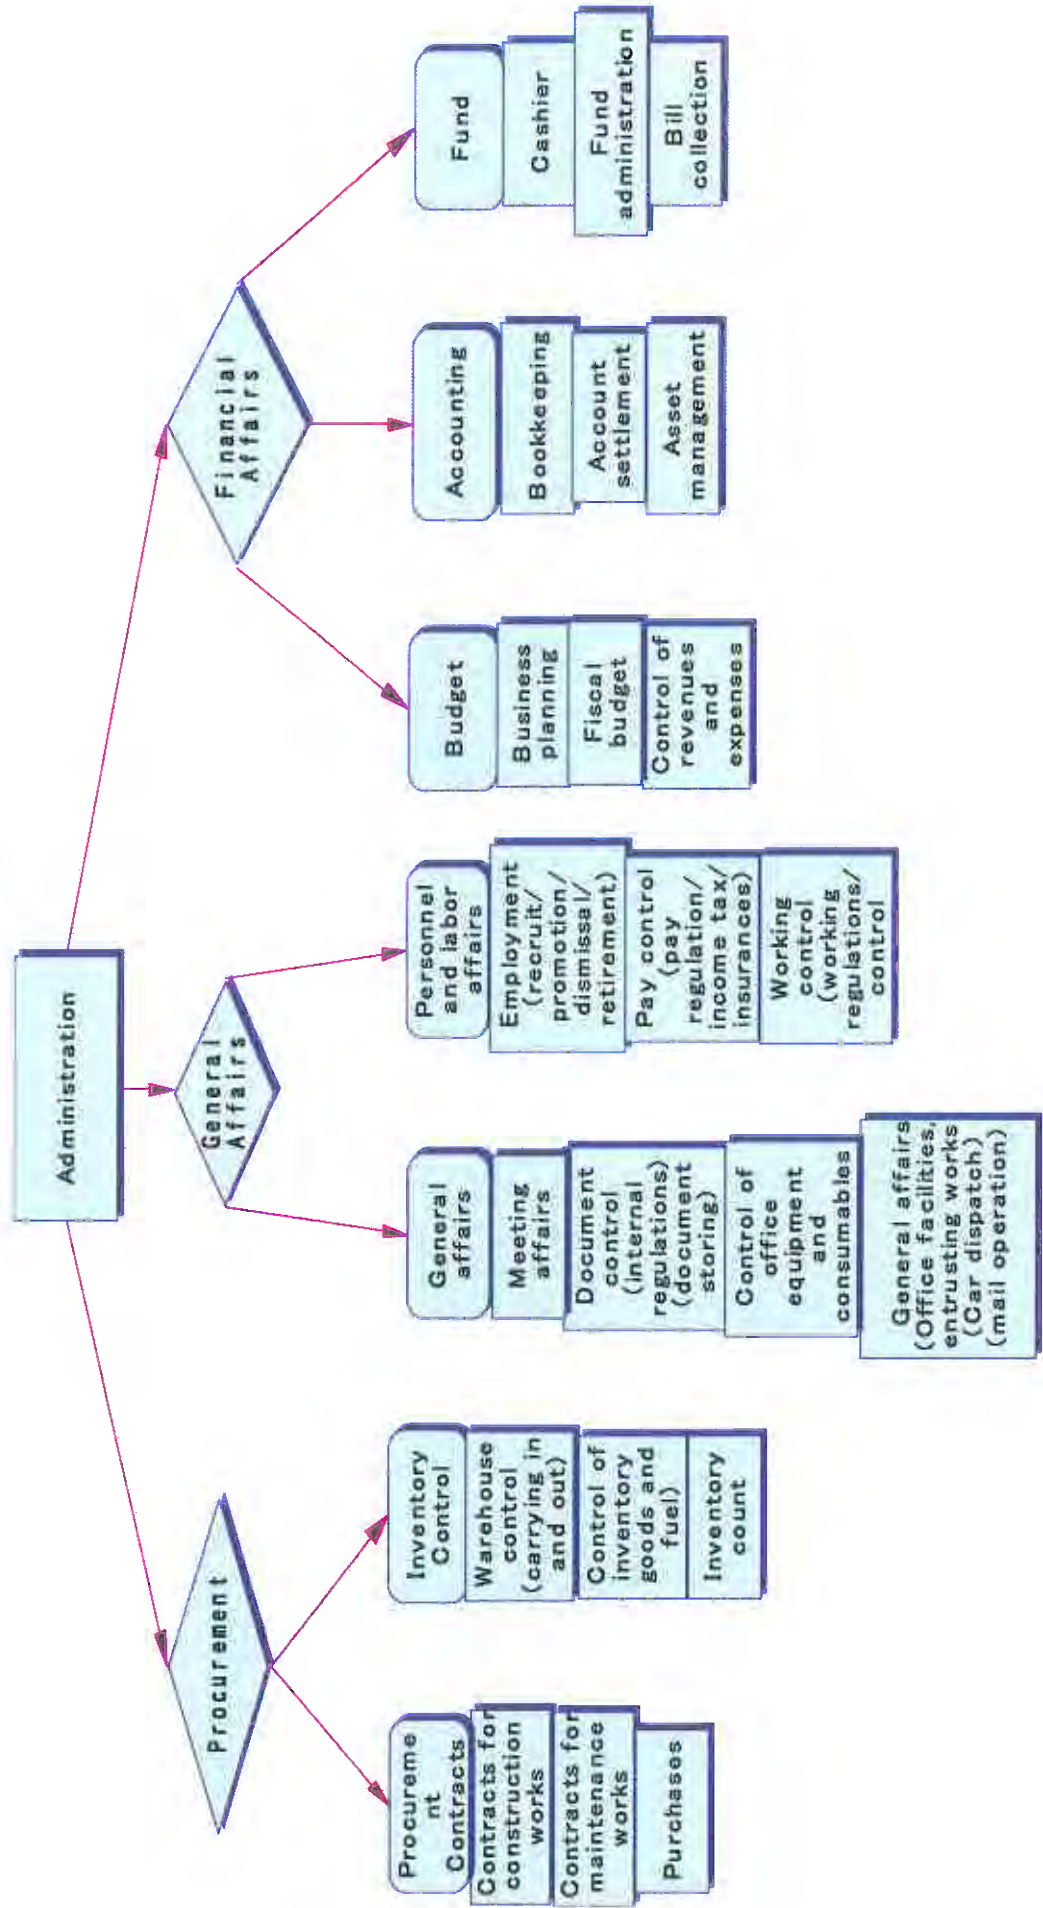 Administration
Procurement
General
Affairs
Financial
Affairs
Procureme
nt
Contracts
Contracts for
construction
works
Contracts for
maintenance
works
Purchases
Inventory
Control
Warehouse
control
(carrying in
and out)
Control of
inventory
goods and
fuel)
Inventory
count
General
affairs
Meeting
affairs
Document
control
(internal
regulations)
(document
storing)
Control of
office
equipment
and
consumables
General affairs
(Office facilities,
entrusting works
(Car dispatch)
(mail operation)
Personnel
and labor
affairs
Employment
(recruit/
promotion/
dismissal/
retirement)
Pay control
(pay
regulation/
income tax/
insurances)
Working
control
(working
regulations/
control
Budget
Business
planning
Fiscal
budget
Control of
revenues
and
expenses
Accounting
Bookkeeping
Account
settlement
Asset
management
Fund
Cashier
Fund
administration
Bill
collection